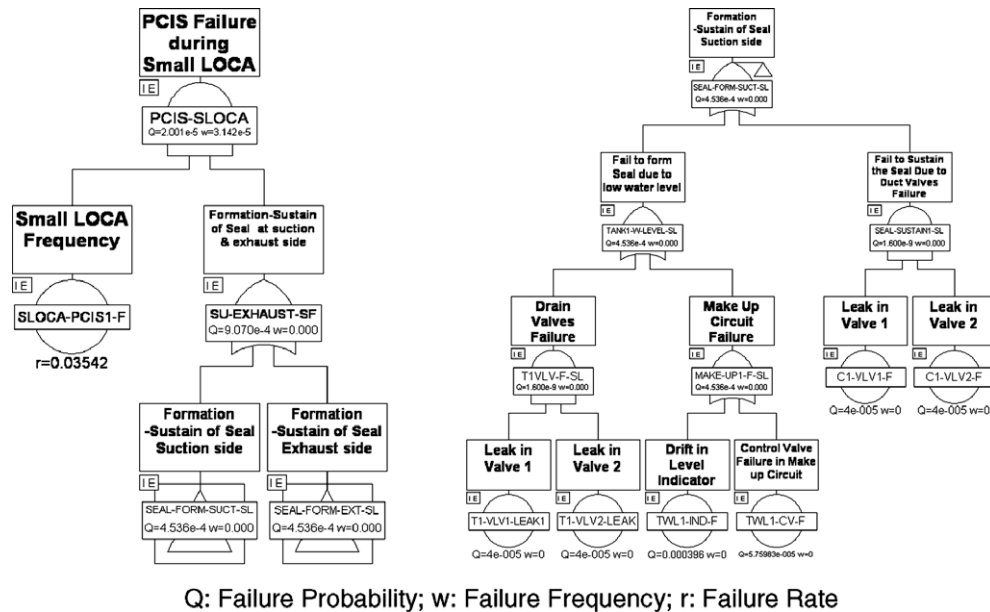 PCIS Failure
during
Small LOCA
IE
PCIS-SLOCA
Q=2.001e-5 w=3.142e-5
Small LOCA
Frequency
IE
SLOCA-PCIS1-F
r=0.03542
Formation-Sustain
of Seal at suction
& exhaust side
IE
SU-EXHAUST-SF
Q=9.070e-4 w=0.000
Formation
-Sustain of Seal
Suction side
IE
SEAL-FORM-SUCT-SL
Q=4.536e-4 w=0.000
Formation
-Sustain of Seal
Exhaust side
IE
SEAL-FORM-EXT-SL
Q=4.536e-4 w=0.000
Formation
-Sustain of Seal
Suction side
IE
SEAL-FORM-SUCT-SL
Q=4.536e-4 w=0.000
Fail to form
Seal due to
low water level
IE
TANK1-W-LEVEL-SL
Q=4.536e-4 w=0.000
Fail to Sustain
the Seal Due to
Duct Valves
Failure
IE
SEAL-SUSTAIN1-SL
Q=1.600e-9 w=0.000
Drain
Valves
Failure
IE
T1VLV-F-SL
Q=1.600e-9 w=0.000
Make Up
Circuit
Failure
IE
MAKE-UP1-F-SL
Q=4.536e-4 w=0.000
Leak in
Valve 1
IE
C1-VLV1-F
Q=4e-005 w=0
Leak in
Valve 2
IE
C1-VLV2-F
Q=4e-005 w=0
Leak in
Valve 1
IE
T1-VLV1-LEAK1
Q=4e-005 w=0
Leak in
Valve 2
IE
T1-VLV2-LEAK
Q=4e-005 w=0
Drift in
Level
Indicator
IE
TWL1-IND-F
Q=0.000396 w=0
Control Valve
Failure in Make
up Circuit
IE
TWL1-CV-F
Q=5.75983e-005 w=0
Q: Failure Probability; w: Failure Frequency; r: Failure Rate